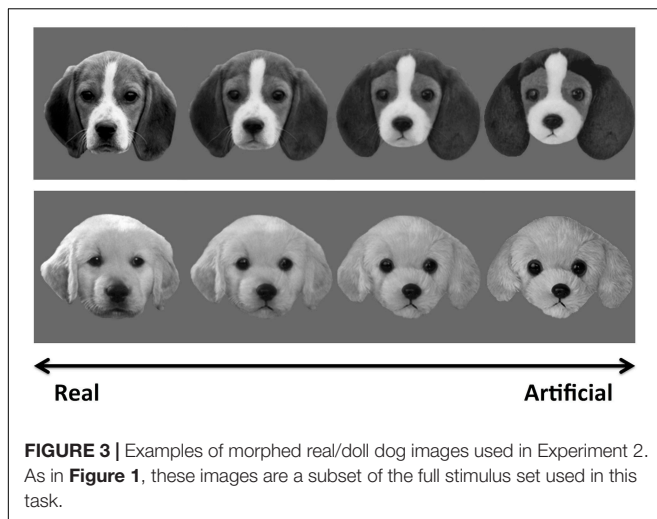 Real Artificial
FIGURE 3 | Examples of morphed real/doll dog images used in Experiment 2.
As in Figure 1, these images are a subset of the full stimulus set used in this
task.